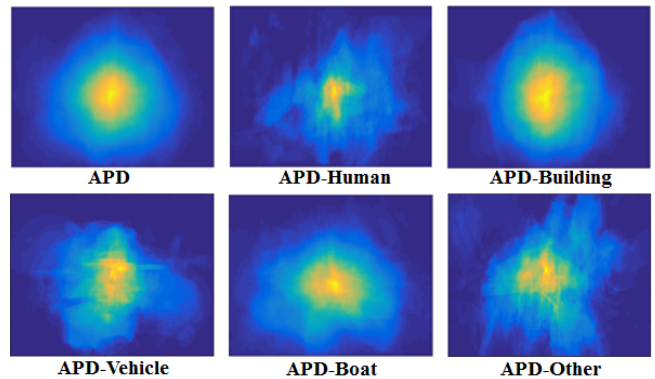 APD
APD-Human
APD-Building
APD-Vehicle
APD-Boat
APD-Other